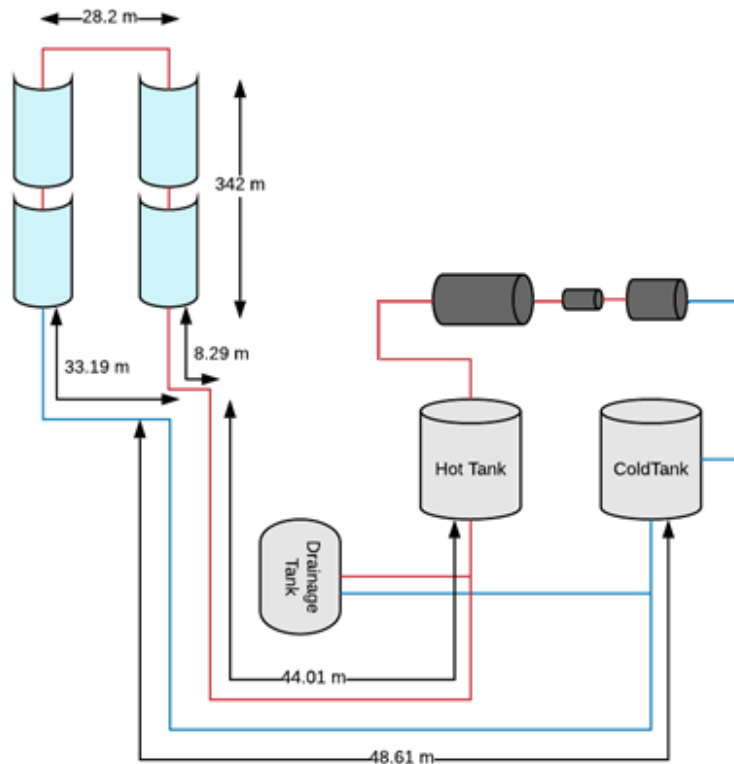 28.2 m
342 m
33.19 m
8.29 m
Hot Tank
ColdTank
Drainage
Tank
44.01 m
48.61 m